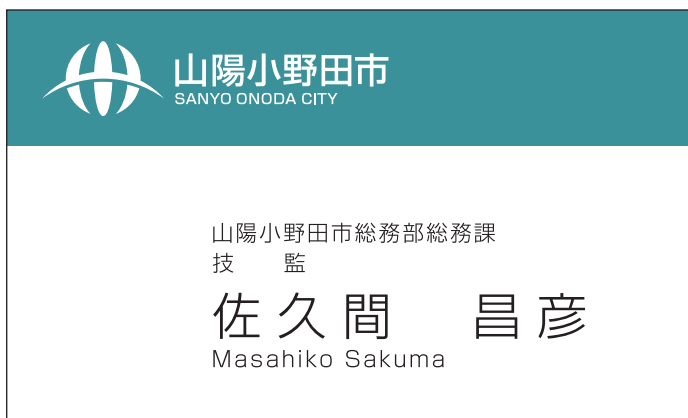 山陽小野田市
SANYO ONODA CITY
山陽小野田市総務部総務課
技　監
佐久間　昌彦
Masahiko Sakuma